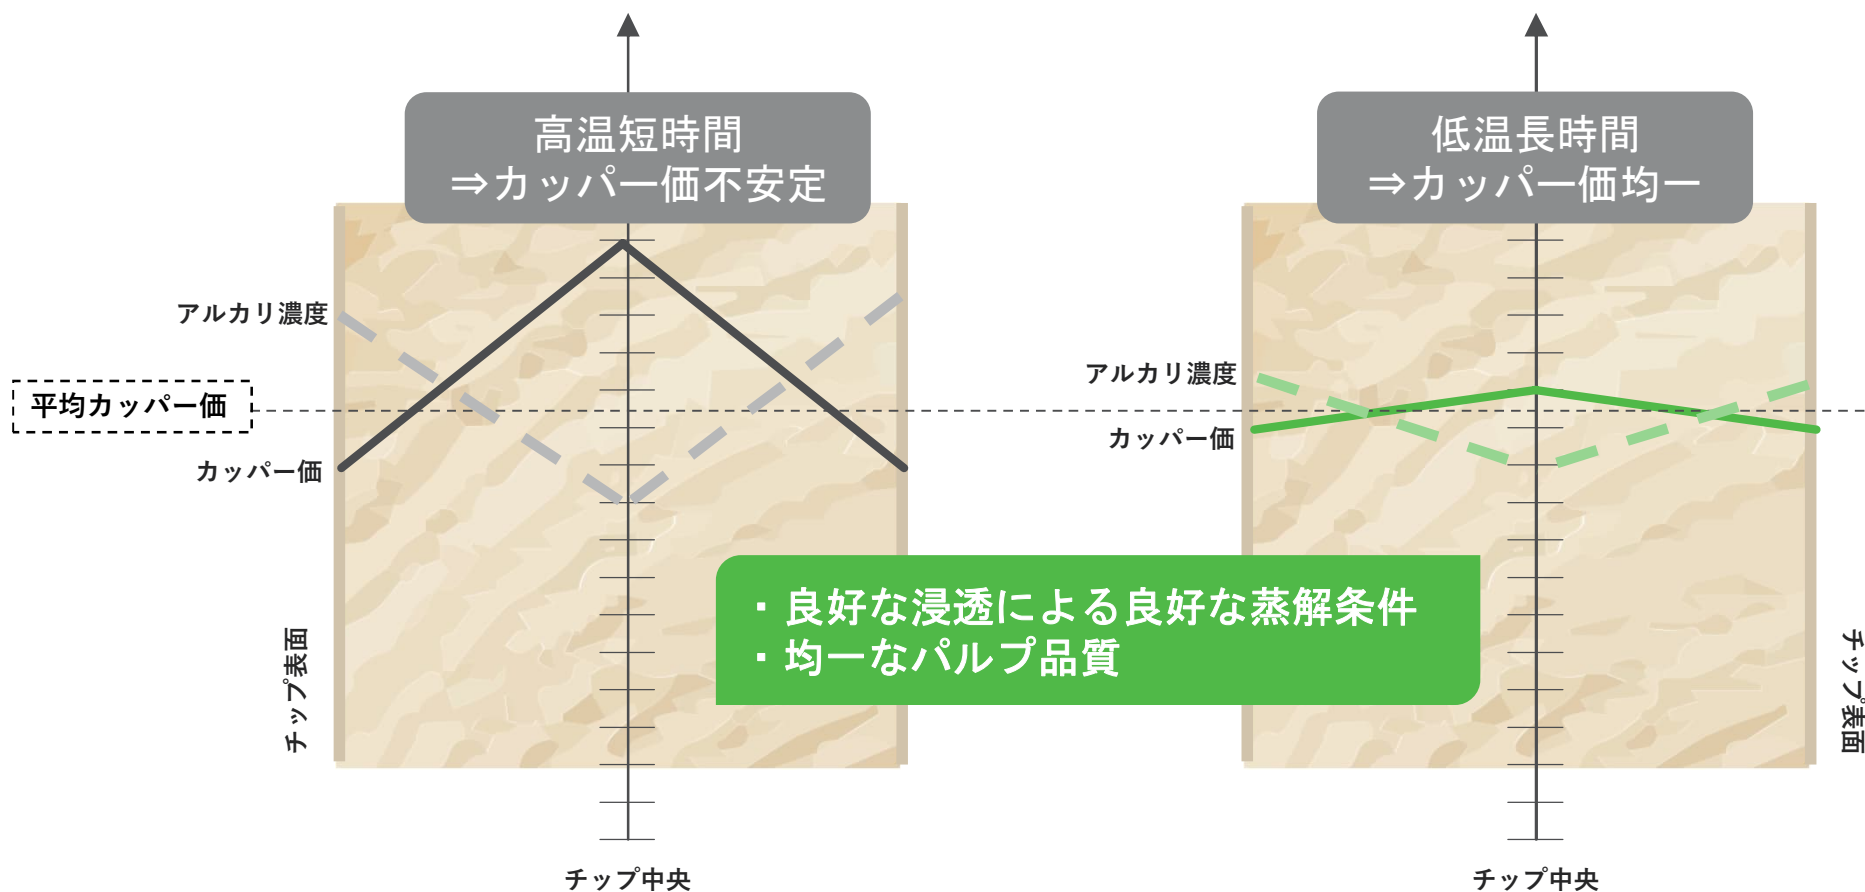 高温短時間
⇒カッパー価不安定
低温長時間
⇒カッパー価均一
アルカリ濃度
平均カッパー価
カッパー価
アルカリ濃度
カッパー価
・良好な浸透による良好な蒸解条件
・均一なパルプ品質
チップ表面
チップ表面
チップ中央
チップ中央